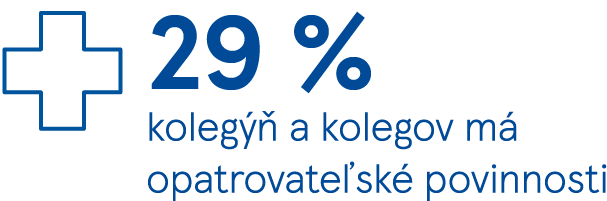 29 %
kolegýň a kolegov má
opatrovateľské povinnosti